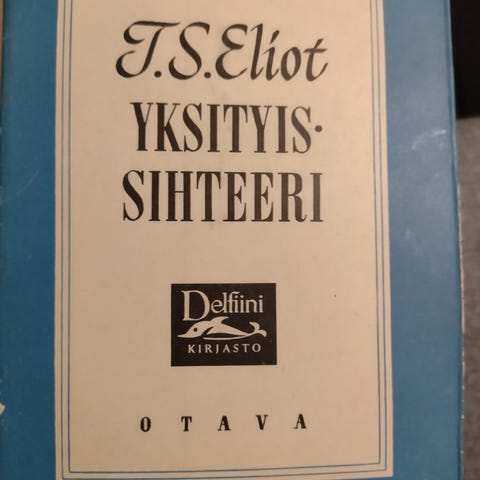 T.S.Eliot
YKSITYIS-
SIHTEERI
Delfiini
KIRJASTO
OTAVA